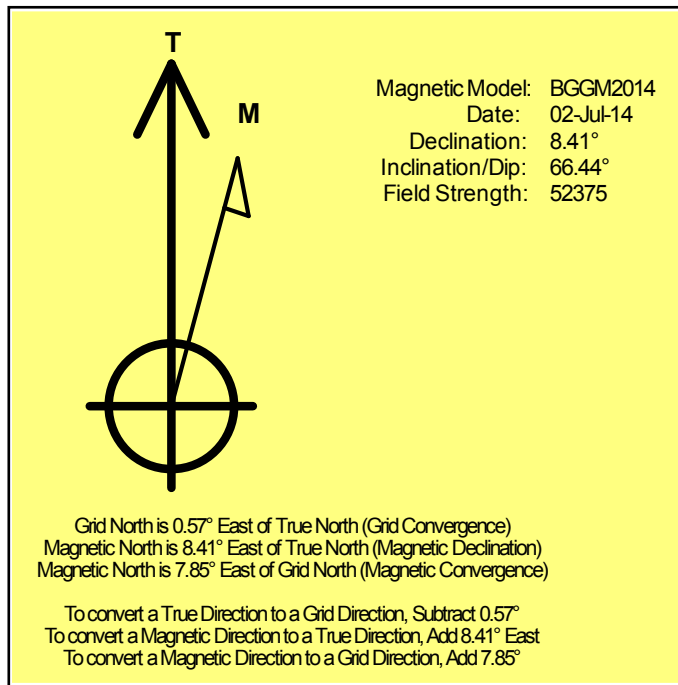 T
M
Magnetic Model: BGGM2014
Date: 02-Jul-14
Declination: 8.41°
Inclination/Dip: 66.44°
Field Strength: 52375
Grid North is 0.57° East of True North (Grid Convergence)
Magnetic North is 8.41° East of True North (Magnetic Declination)
Magnetic North is 7.85° East of Grid North (Magnetic Convergence)
To convert a True Direction to a Grid Direction, Subtract 0.57°
To convert a Magnetic Direction to a True Direction, Add 8.41° East
To convert a Magnetic Direction to a Grid Direction, Add 7.85°